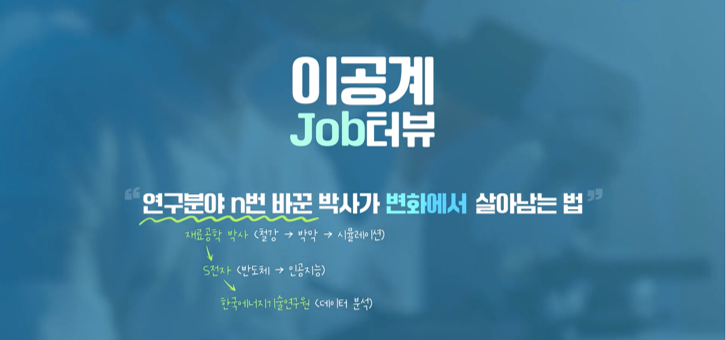 이공계
Job터뷰
“연구분야 n번 바꾼 박사가 변화에서 살아남는 법”
재료공학 박사 (철강 → 박막 → 시뮬레이션)
S전자 (반도체 → 인공지능)
한국에너지기술연구원 (데이터 분석)